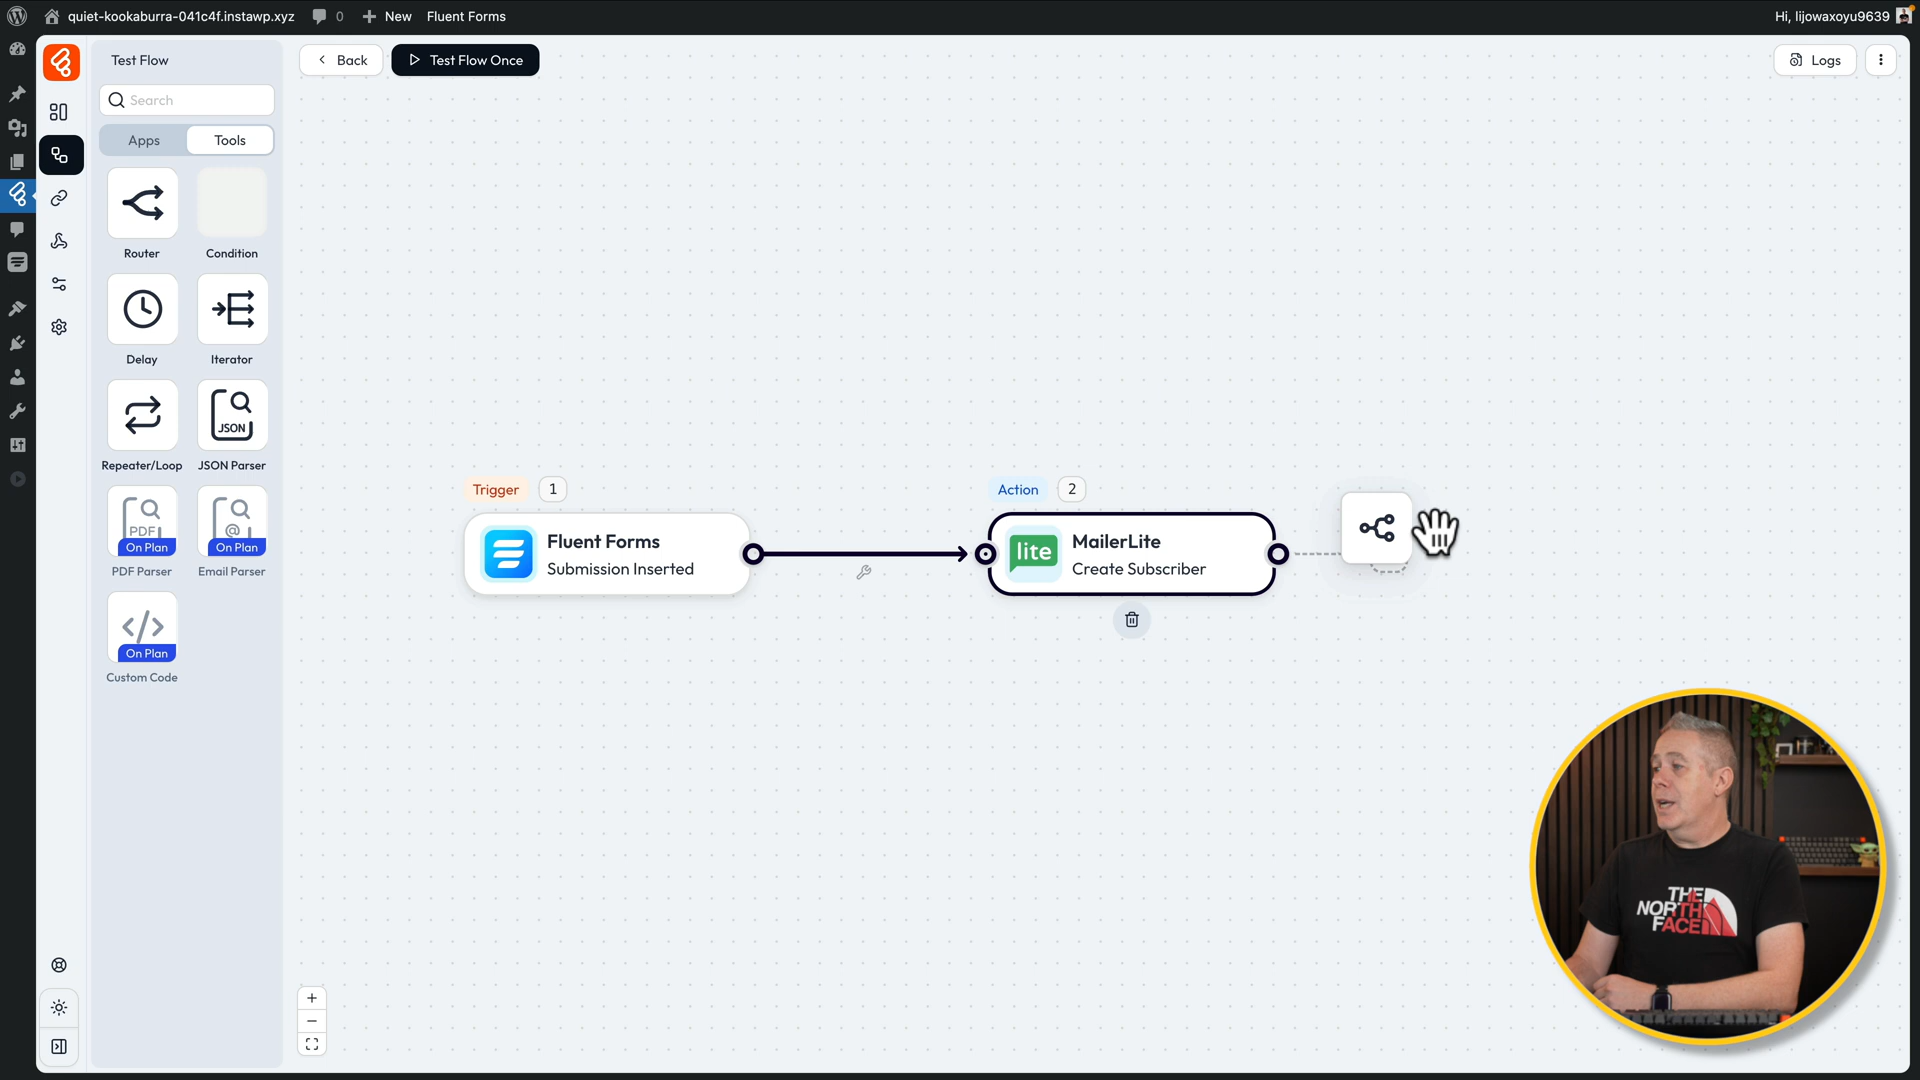 quiet-kookaburra-041c4f.instawp.xyz
0
New
Fluent Forms
Hi, lijowaxoyu9639
Test Flow
Back
Test Flow Once
Logs
Search
Apps
Tools
Router
Condition
Delay
Iterator
JSON
Repeater/Loop
JSON Parser
PDF
On Plan
@
On Plan
PDF Parser
Email Parser
</>
On Plan
Custom Code
Trigger
1
Fluent Forms
Submission Inserted
Action
2
lite
MailerLite
Create Subscriber
THE
NORTH
FACE